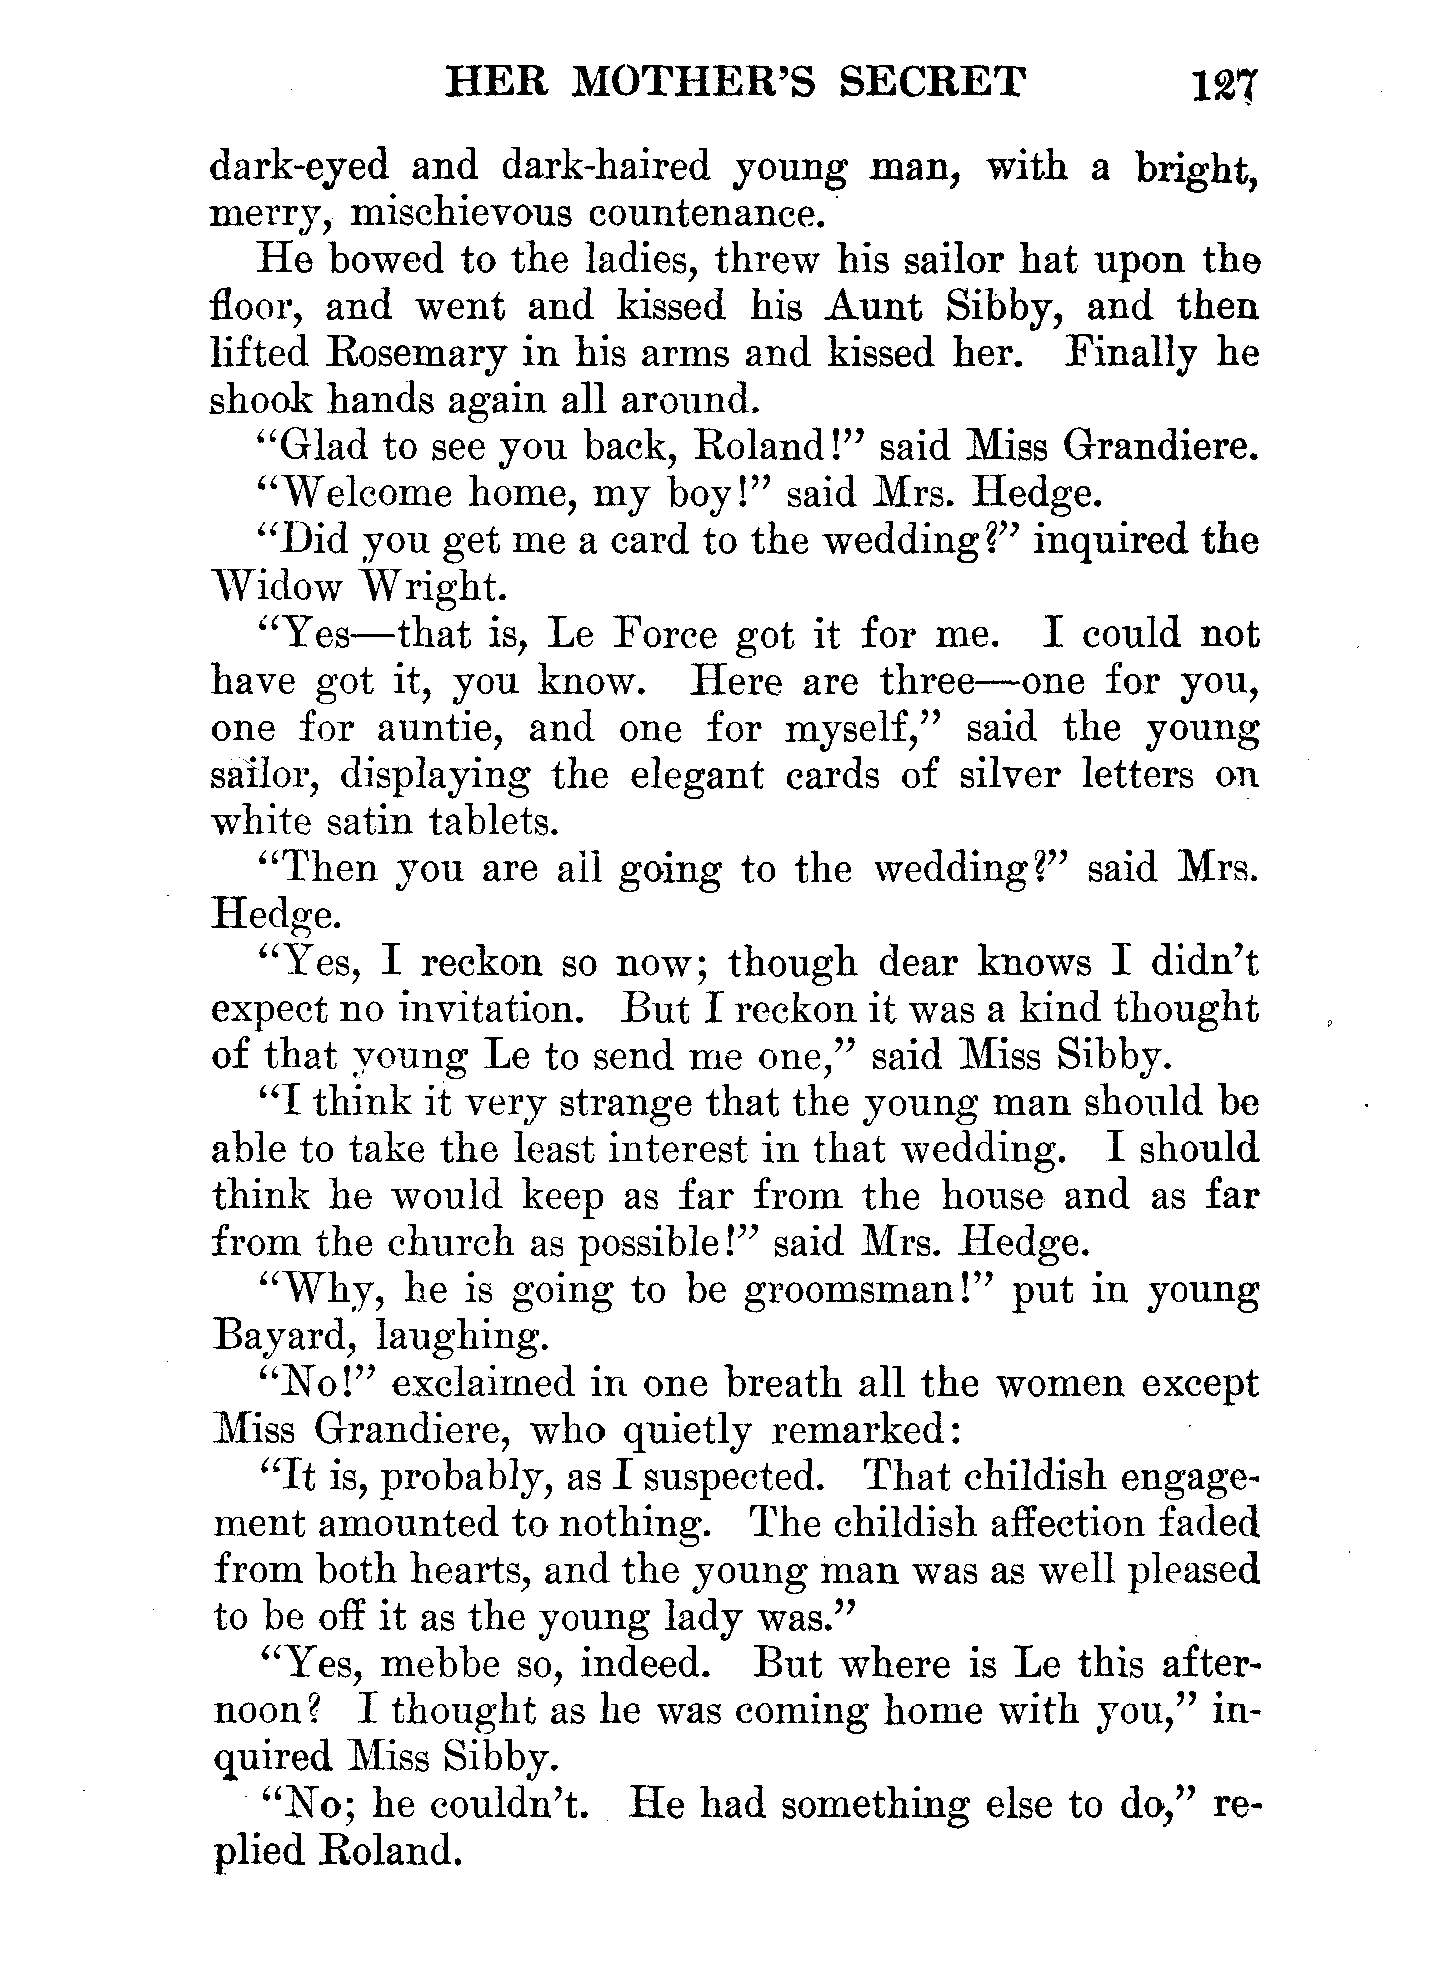 HER MOTHER'S SECRET 127
dark-eyed and dark-haired young man, with a bright,
merry, mischievous countenance.
He bowed to the ladies, threw his sailor hat upon the
floor, and went and kissed his Aunt Sibby, and then
lifted Rosemary in his arms and kissed her. Finally he
shook hands again all around.
"Glad to see you back, Roland!" said Miss Grandiere.
"Welcome home, my boy!" said Mrs. Hedge.
"Did you get me a card to the wedding?" inquired the
Widow Wright.
"Yes—that is, Le Force got it for me. I could not
have got it, you know. Here are three—one for you,
one for auntie, and one for myself," said the young
sailor, displaying the elegant cards of silver letters on
white satin tablets.
"Then you are all going to the wedding?" said Mrs.
Hedge.
"Yes, I reckon so now; though dear knows I didn't
expect no invitation. But I reckon it was a kind thought
of that young Le to send me one," said Miss Sibby.
"I think it very strange that the young man should be
able to take the least interest in that wedding. I should
think he would keep as far from the house and as far
from the church as possible!" said Mrs. Hedge.
"Why, he is going to be groomsman!" put in young
Bayard, laughing.
"No!" exclaimed in one breath all the women except
Miss Grandiere, who quietly remarked:
"It is, probably, as I suspected. That childish engage-
ment amounted to nothing. The childish affection faded
from both hearts, and the young man was as well pleased
to be off it as the young lady was."
"Yes, mebbe so, indeed. But where is Le this after-
noon? I thought as he was coming home with you," in-
quired Miss Sibby.
"No; he couldn't. He had something else to do," re-
plied Roland.